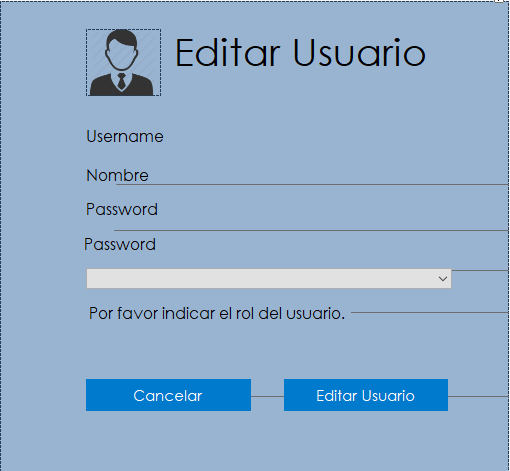 Editar Usuario
Username
Nombre
Password
Password
Por favor indicar el rol del usuario.
Cancelar
Editar Usuario